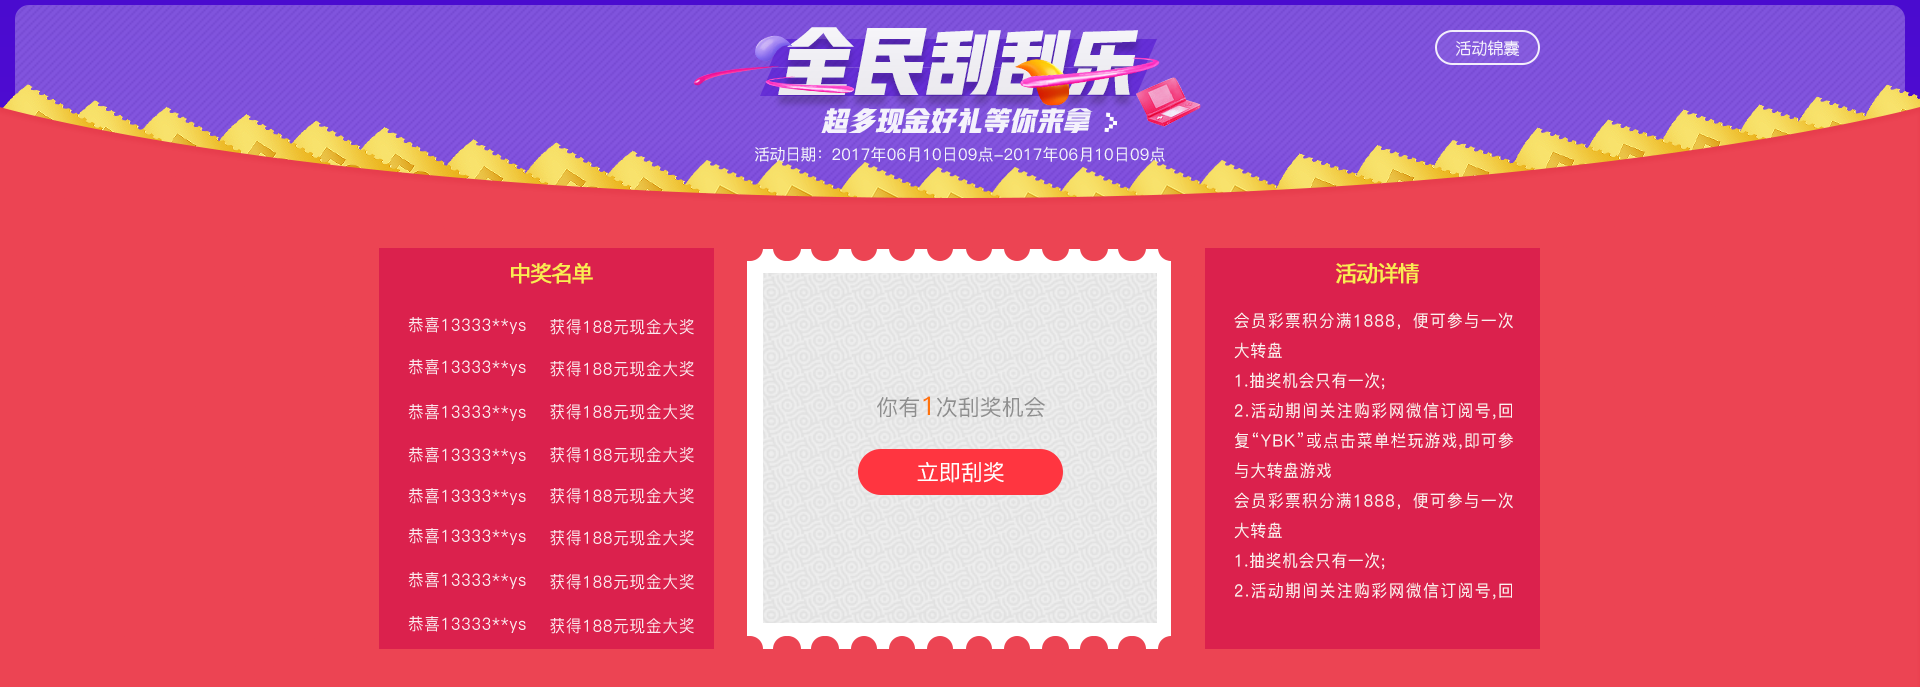 全民刮刮乐
活动锦囊
超多现金好礼等你来拿
活动日期：2017年06月10日09点-2017年06月10日09点
中奖名单
恭喜13333**ys 获得188元现金大奖
恭喜13333**ys 获得188元现金大奖
恭喜13333**ys 获得188元现金大奖
恭喜13333**ys 获得188元现金大奖
恭喜13333**ys 获得188元现金大奖
恭喜13333**ys 获得188元现金大奖
恭喜13333**ys 获得188元现金大奖
恭喜13333**ys 获得188元现金大奖
你有1次刮奖机会
立即刮奖
活动详情
会员彩票积分满1888，便可参与一次
大转盘
1.抽奖机会只有一次;
2.活动期间关注购彩网微信订阅号,回
复“YBK”或点击菜单栏玩游戏,即可参
与大转盘游戏
会员彩票积分满1888，便可参与一次
大转盘
1.抽奖机会只有一次;
2.活动期间关注购彩网微信订阅号,回